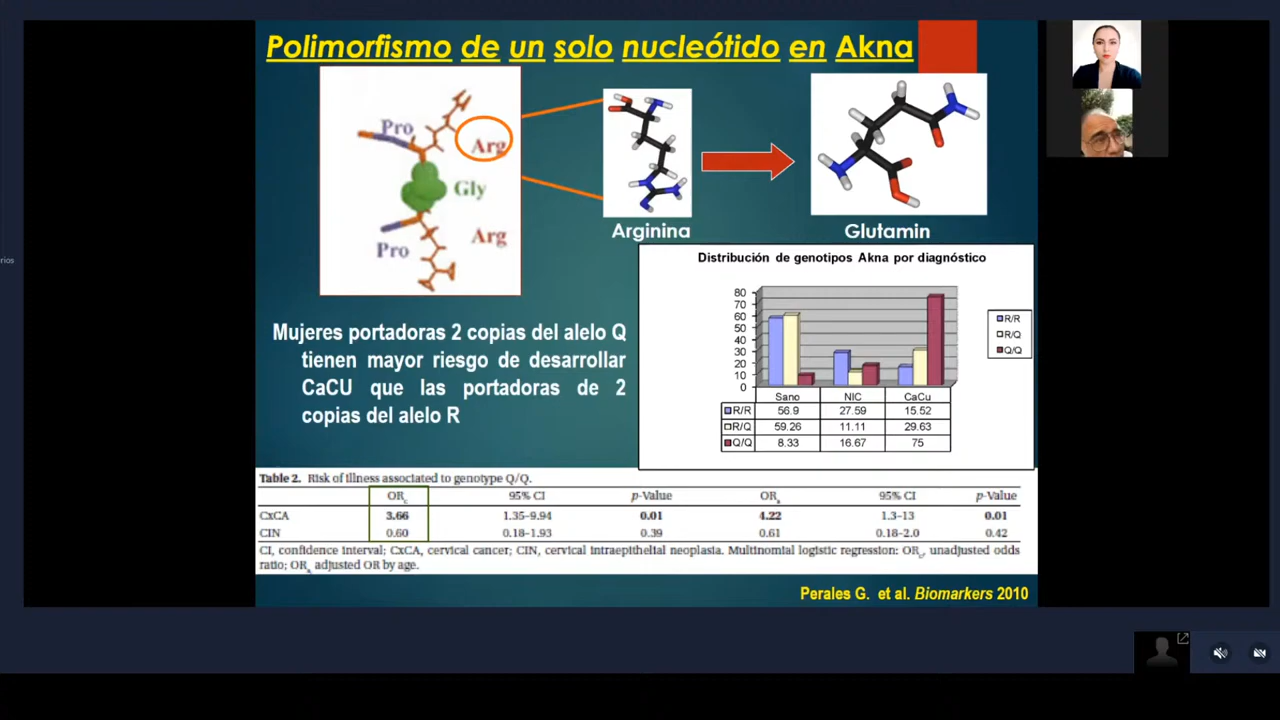 Polimorfismo de un solo nucleótido en Akna
Pro
Arg
Gly
Pro
Arg
Arginina
Glutamin
rios
Mujeres portadoras 2 copias del alelo Q
tienen mayor riesgo de desarrollar
CaCU que las portadoras de 2
copias del alelo R
Distribución de genotipos Akna por diagnóstico
80
70
60
50
40
30
20
10
0
R/R
R/Q
Q/Q
Sano NIC CaCu
R/R 56.9 27.59 15.52
R/Q 59.26 11.11 29.63
Q/Q 8.33 16.67 75
Table 2. Risk of illness associated to genotype Q/Q.
ORc 95% CI p-Value ORa 95% CI p-Value
CxCA 3.66 1.35–9.94 0.01 4.22 1.3–13 0.01
CIN 0.60 0.18–1.93 0.39 0.61 0.18–2.0 0.42
CI, confidence interval; CxCA, cervical cancer; CIN, cervical intraepithelial neoplasia. Multinomial logistic regression: ORc, unadjusted odds
ratio; ORa adjusted OR by age.
Perales G. et al. Biomarkers 2010